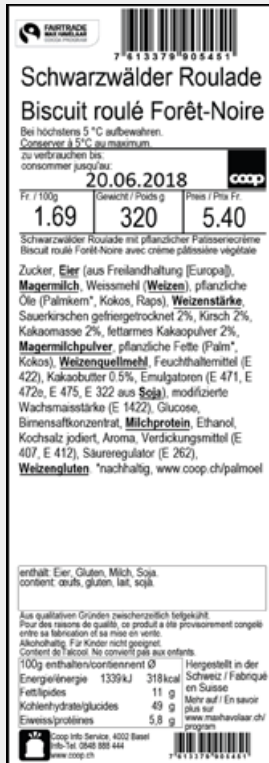 FAIRTRADE
MAX HAVELAAR
COCOA PROGRAM
7 613379 905451
Schwarzwälder Roulade
Biscuit roulé Forêt-Noire
Bei höchstens 5 °C aufbewahren.
Conserver à 5°C au maximum.
zu verbrauchen bis:
consommer jusqu'au:
20.06.2018
coop
Fr. / 100g
Gewicht / Poids g
Preis / Prix Fr.
1.69
320
5.40
Schwarzwälder Roulade mit pflanzlicher Patisseriecrème
Biscuit roulé Forêt-Noire avec crème pâtissière végétale
Zucker, Eier (aus Freilandhaltung [Europa]),
Magermilch, Weissmehl (Weizen), pflanzliche
Öle (Palmkern*, Kokos, Raps), Weizenstärke,
Sauerkirschen gefriergetrocknet 2%, Kirsch 2%,
Kakaomasse 2%, fettarmes Kakaopulver 2%,
Magermilchpulver, pflanzliche Fette (Palm*,
Kokos), Weizenquellmehl, Feuchthaltemittel (E
422), Kakaobutter 0.5%, Emulgatoren (E 471, E
472e, E 475, E 322 aus Soja), modifizierte
Wachsmaisstärke (E 1422), Glucose,
Birnensaftkonzentrat, Milchprotein, Ethanol,
Kochsalz jodiert, Aroma, Verdickungsmittel (E
407, E 412), Säureregulator (E 262),
Weizengluten. *nachhaltig, www.coop.ch/palmoel
enthält: Eier, Gluten, Milch, Soja.
contient: œufs, gluten, lait, soja.
Aus qualitativen Gründen zwischenzeitlich tiefgekühlt.
Pour des raisons de qualité, ce produit a été provisoirement congelé
entre sa fabrication et sa mise en vente.
Alkoholhaltig. Für Kinder nicht geeignet.
Contient de l'alcool. Ne convient pas aux enfants.
100g enthalten/contiennent Ø
Energie/énergie 1339 kJ 318 kcal
Fett/lipides 11 g
Kohlenhydrate/glucides 49 g
Eiweiss/protéines 5,8 g
Hergestellt in der
Schweiz / Fabriqué
en Suisse
Mehr auf / En savoir
plus sur
www.maxhavelaar.ch/
program
Coop Info Service, 4002 Basel
Info-Tel. 0848 888 444
www.coop.ch
7 613379 905451